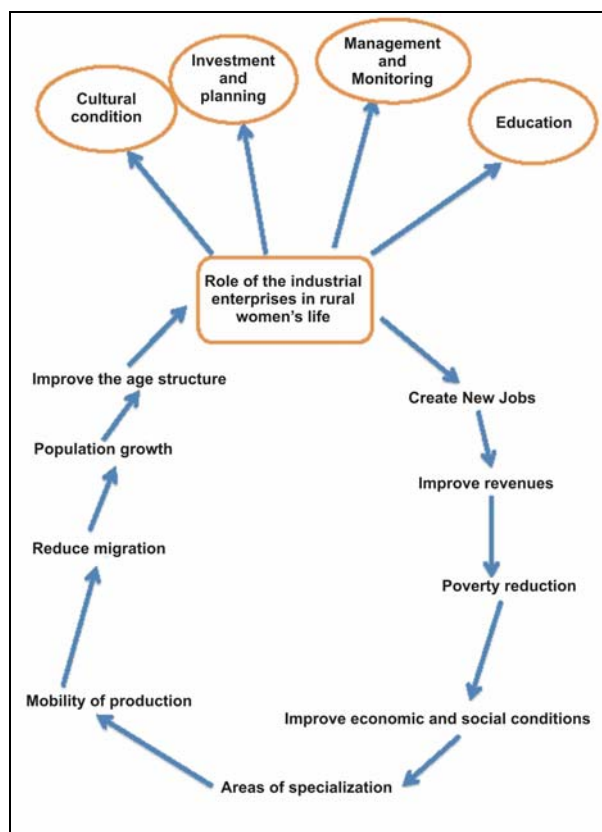 Cultural
condition
Investment
and
planning
Management
and
Monitoring
Education
Role of the industrial
enterprises in rural
women's life
Create New Jobs
Improve revenues
Poverty reduction
Improve economic and social conditions
Areas of specialization
Mobility of production
Reduce migration
Population growth
Improve the age structure